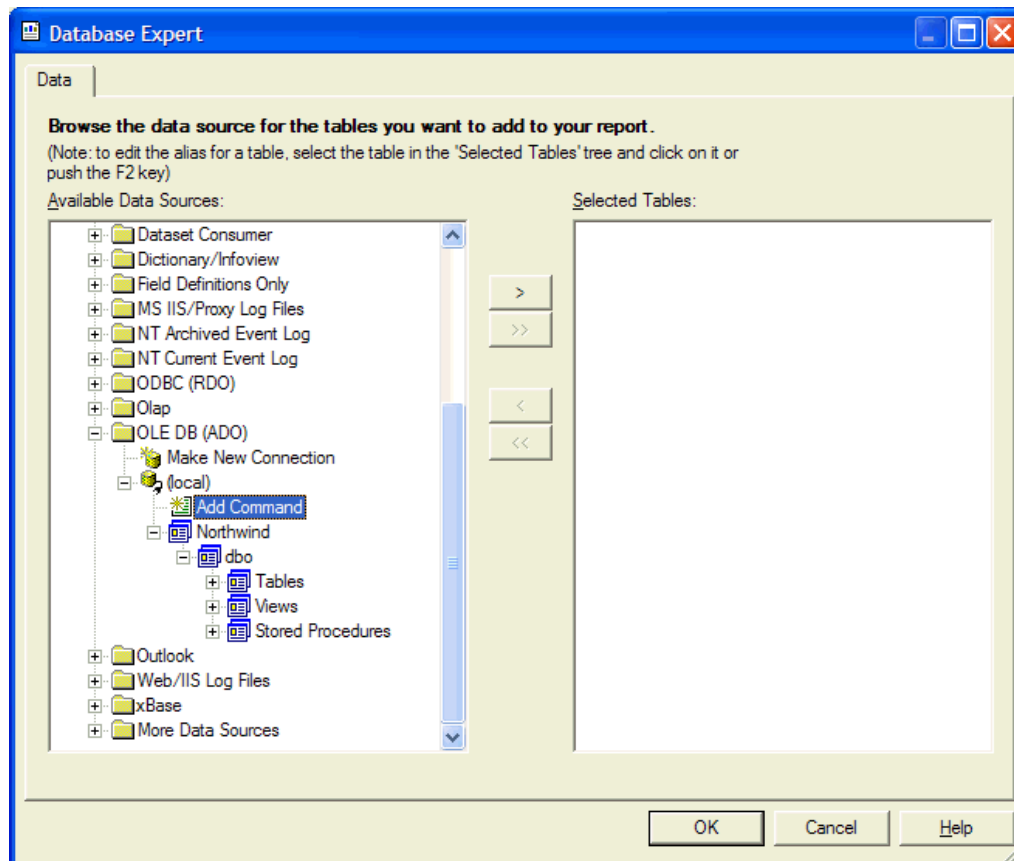 Database Expert
Data
Browse the data source for the tables you want to add to your report.
(Note: to edit the alias for a table, select the table in the 'Selected Tables' tree and click on it or
push the F2 key)
Available Data Sources:
Selected Tables:
Dataset Consumer
Dictionary/Infoview
Field Definitions Only
MS IIS/Proxy Log Files
NT Archived Event Log
NT Current Event Log
ODBC (RDO)
Olap
OLE DB (ADO)
Make New Connection
(local)
Add Command
Northwind
dbo
Tables
Views
Stored Procedures
Outlook
Web/IIS Log Files
xBase
More Data Sources
>
>>
<
<<
OK
Cancel
Help